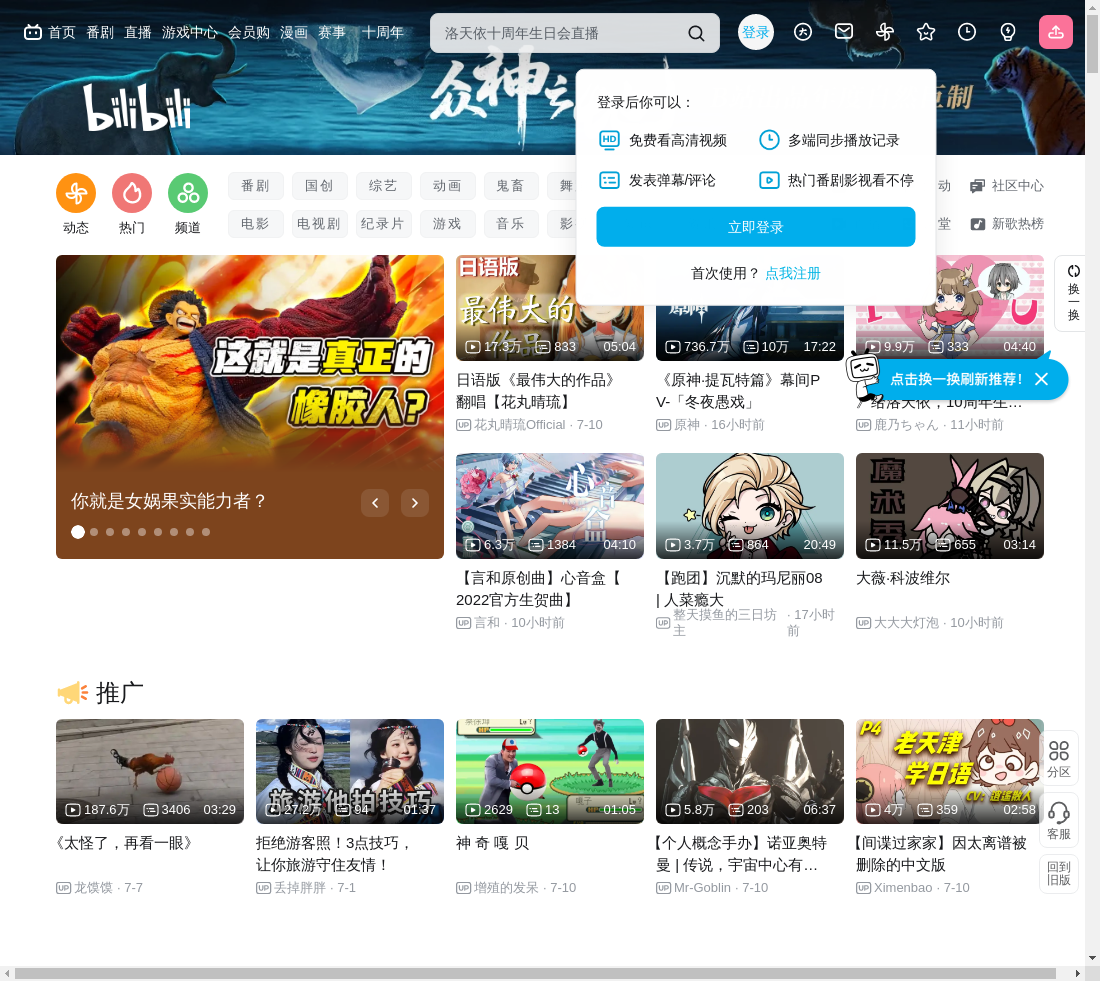 首页 番剧 直播 游戏中心 会员购 漫画 赛事 十周年
洛天依十周年生日会直播
登录
bilibili
众神之
登录后你可以：
免费看高清视频
多端同步播放记录
发表弹幕/评论
热门番剧影视看不停
立即登录
首次使用？ 点我注册
动态 热门 频道
番剧 国创 综艺 动画 鬼畜 舞
动 社区中心
电影 电视剧 纪录片 游戏 音乐 影
堂 新歌热榜
换一换
这就是真正的
橡胶人?
你就是女娲果实能力者？
日语版
最伟大的
作品
17.3万 833 05:04
日语版《最伟大的作品》
翻唱【花丸晴琉】
花丸晴琉Official · 7-10
736.7万 10万 17:22
《原神·提瓦特篇》幕间P
V-「冬夜愚戏」
原神 · 16小时前
9.9万 333 04:40
点击换一换刷新推荐！
》给洛天依，10周年生…
鹿乃ちゃん · 11小时前
心音盒
6.3万 1384 04:10
【言和原创曲】心音盒【
2022官方生贺曲】
言和 · 10小时前
3.7万 864 20:49
【跑团】沉默的玛尼丽08
| 人菜瘾大
整天摸鱼的三日坊主 · 17小时前
魔术
11.5万 655 03:14
大薇·科波维尔
大大大灯泡 · 10小时前
推广
187.6万 3406 03:29
《太怪了，再看一眼》
龙馍馍 · 7-7
旅游他拍技巧
27.2万 64 01:37
拒绝游客照！3点技巧，
让你旅游守住友情！
丢掉胖胖 · 7-1
2629 13 01:05
神 奇 嘎 贝
增殖的发呆 · 7-10
5.8万 203 06:37
【个人概念手办】诺亚奥特
曼 | 传说，宇宙中心有…
Mr-Goblin · 7-10
P4
老天津
学日语
CV：逍遥散人
4万 359 02:58
【间谍过家家】因太离谱被
删除的中文版
Ximenbao · 7-10
分区
客服
回到
旧版